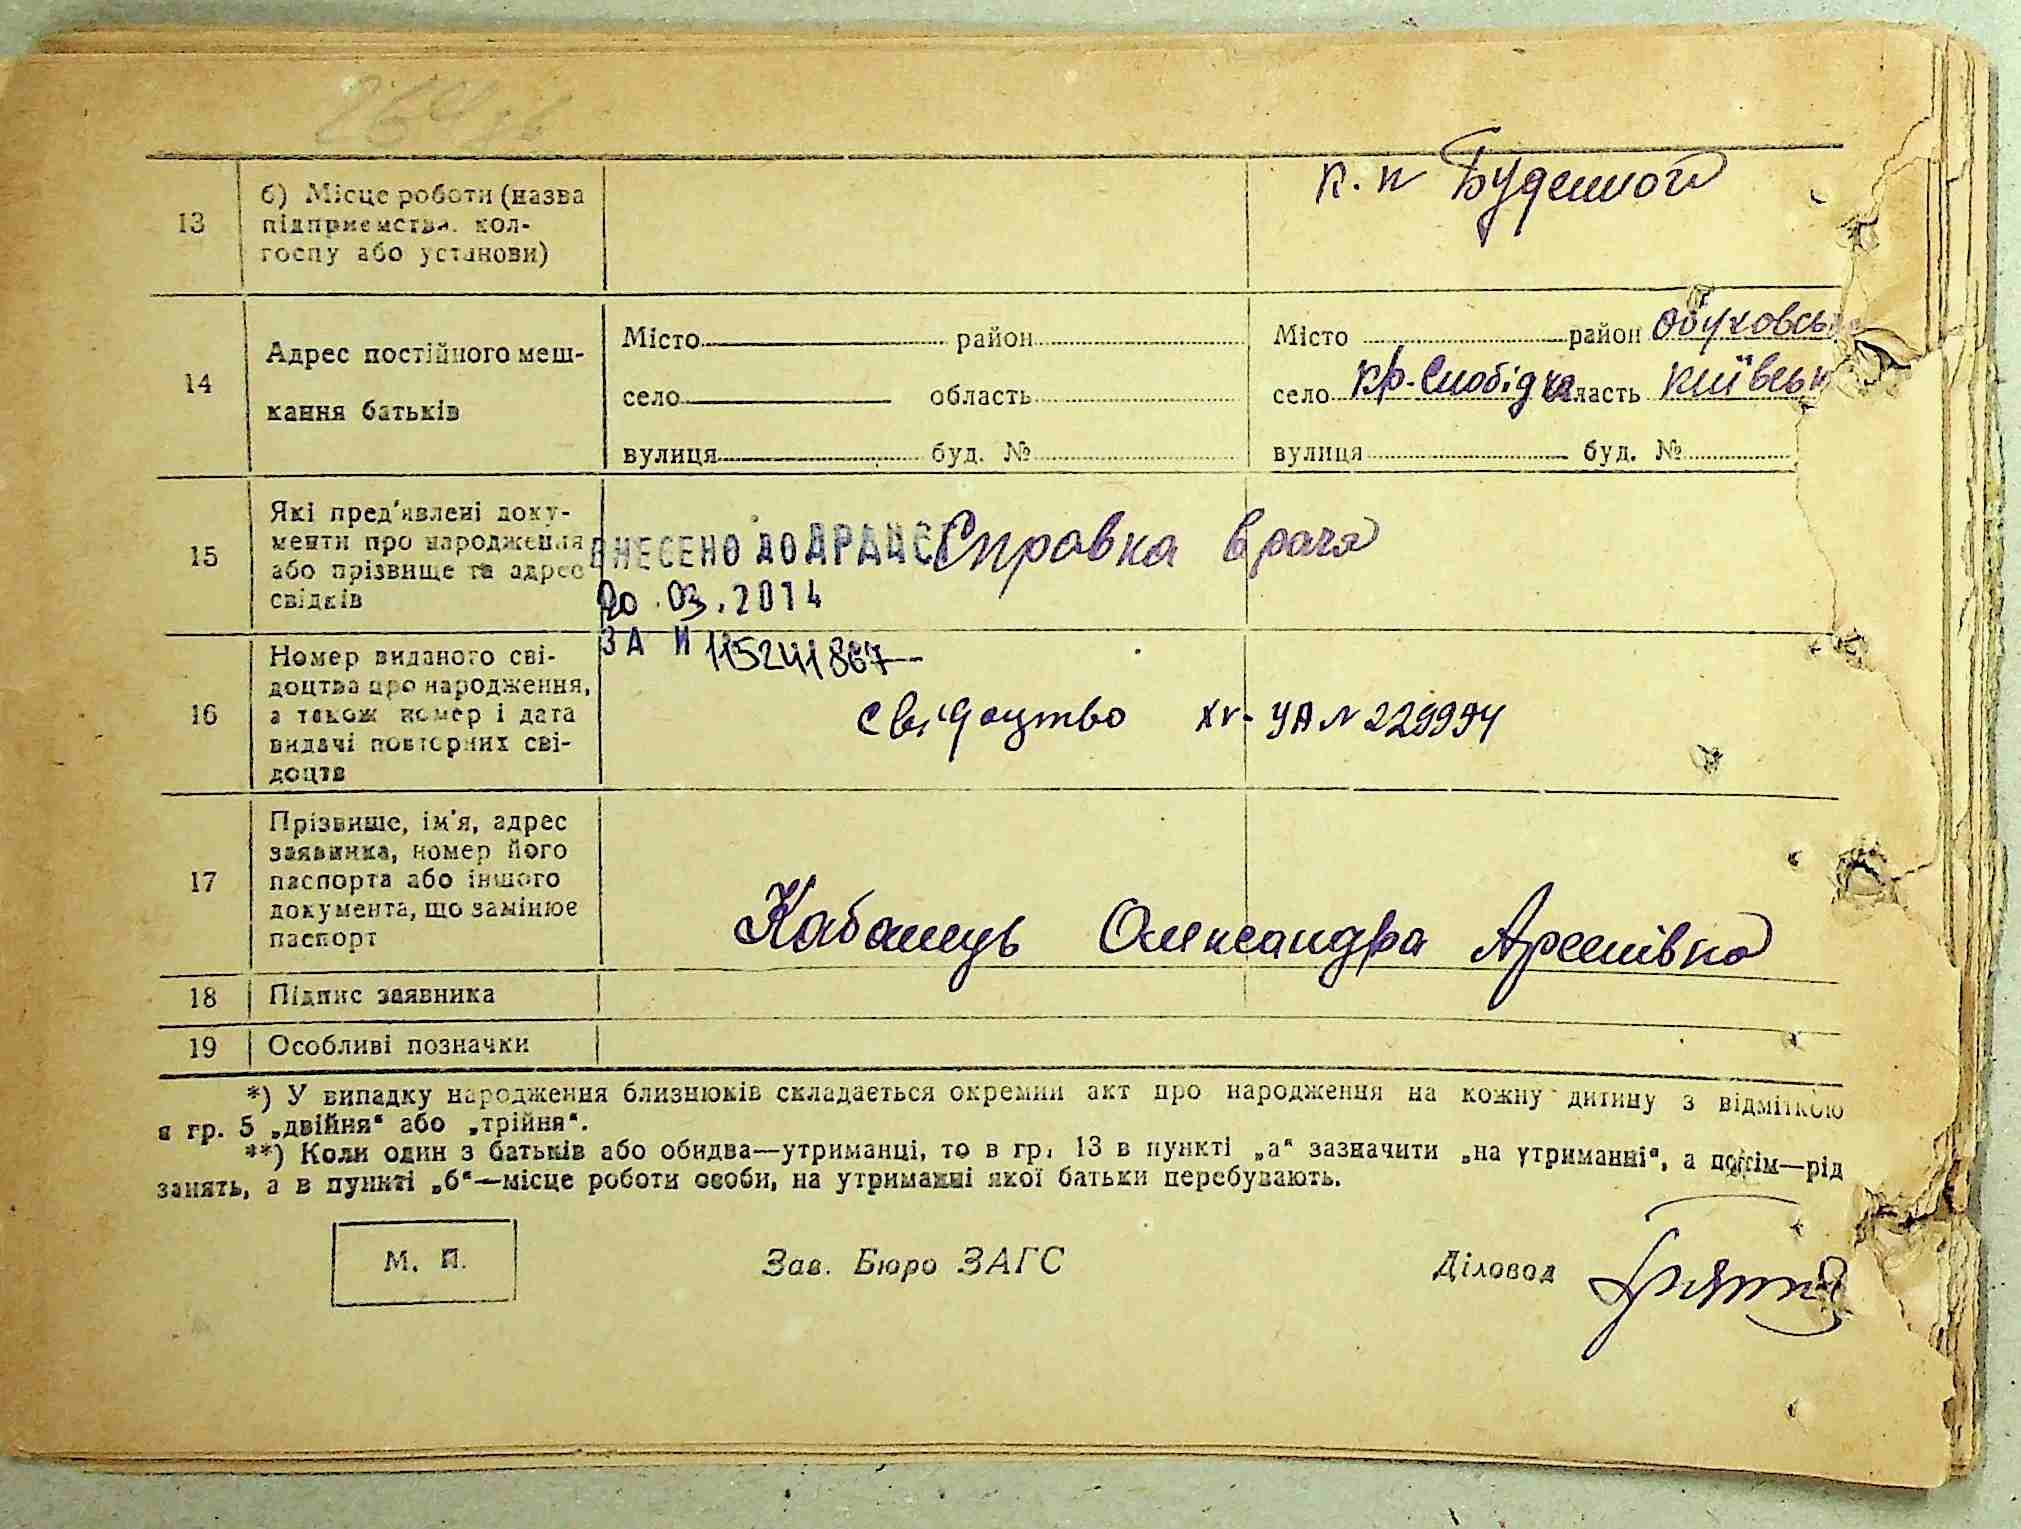 13
б) Місце роботи (назва
підприємства, кол-
госпу або установи)
к. п Буденного
14
Адрес постійного меш-
кання батьків
Місто район
село область
вулиця буд. №
Місто район Обуховськ
село Кр-Слобідка область Київськ
вулиця буд. №
15
Які пред'явлені доку-
менти про народження
або прізвище та адрес
свідків
ВНЕСЕНО ДО ДРАЦС
20.03.2014
ЗА И 115241867
Справка врача
16
Номер виданого сві-
доцтва про народження,
а також номер і дата
видачі повторних сві-
доцтв
свідоцтво XV-УА N 229994
17
Прізвище, ім'я, адрес
заявника, номер його
паспорта або іншого
документа, що замінює
паспорт
Кабанець Олександра Арсенівна
18 Підпис заявника
19 Особливі позначки
*) У випадку народження близнюків складається окремий акт про народження на кожну дитину з відміткою
в гр. 5 „двійня“ або „трійня“.
**) Коли один з батьків або обидва—утриманці, то в гр. 13 в пункті „а“ зазначити „на утриманні“, а потім—рід
занять, а в пункті „б“—місце роботи особи, на утриманні якої батьки перебувають.
М. П.
Зав. Бюро ЗАГС
Діловод